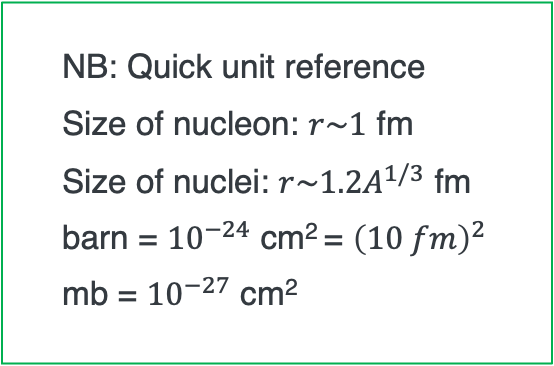 NB: Quick unit reference
Size of nucleon: r~1 fm
Size of nuclei: r~1.2A^{1/3} fm
barn = 10^{−24} cm² = (10 fm)²
mb = 10^{−27} cm²